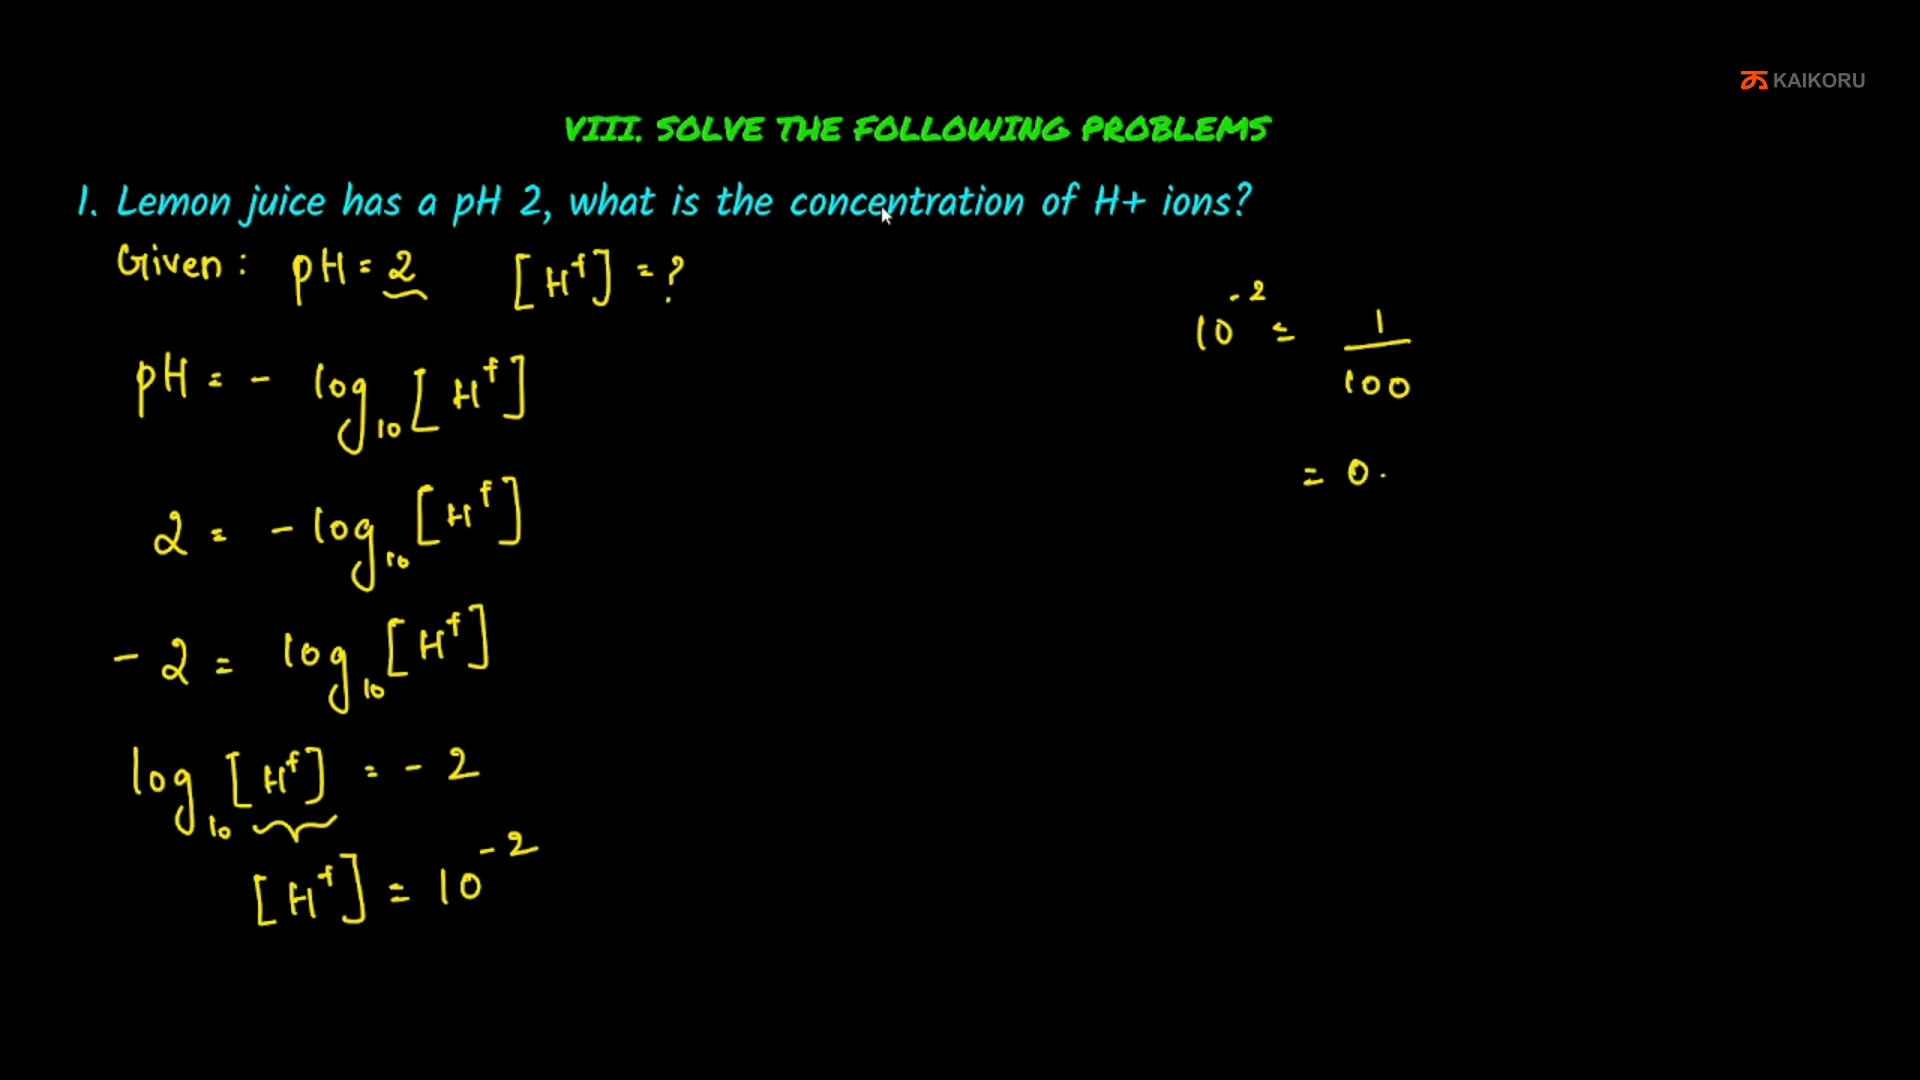 KAIKORU
VIII. SOLVE THE FOLLOWING PROBLEMS
1. Lemon juice has a pH 2, what is the concentration of H+ ions?
Given : pH = 2 [H⁺] = ?
pH = - log₁₀ [H⁺]
2 = - log₁₀ [H⁺]
- 2 = log₁₀ [H⁺]
log₁₀ [H⁺] = - 2
[H⁺] = 10⁻²
10⁻² = 1/100
= 0.